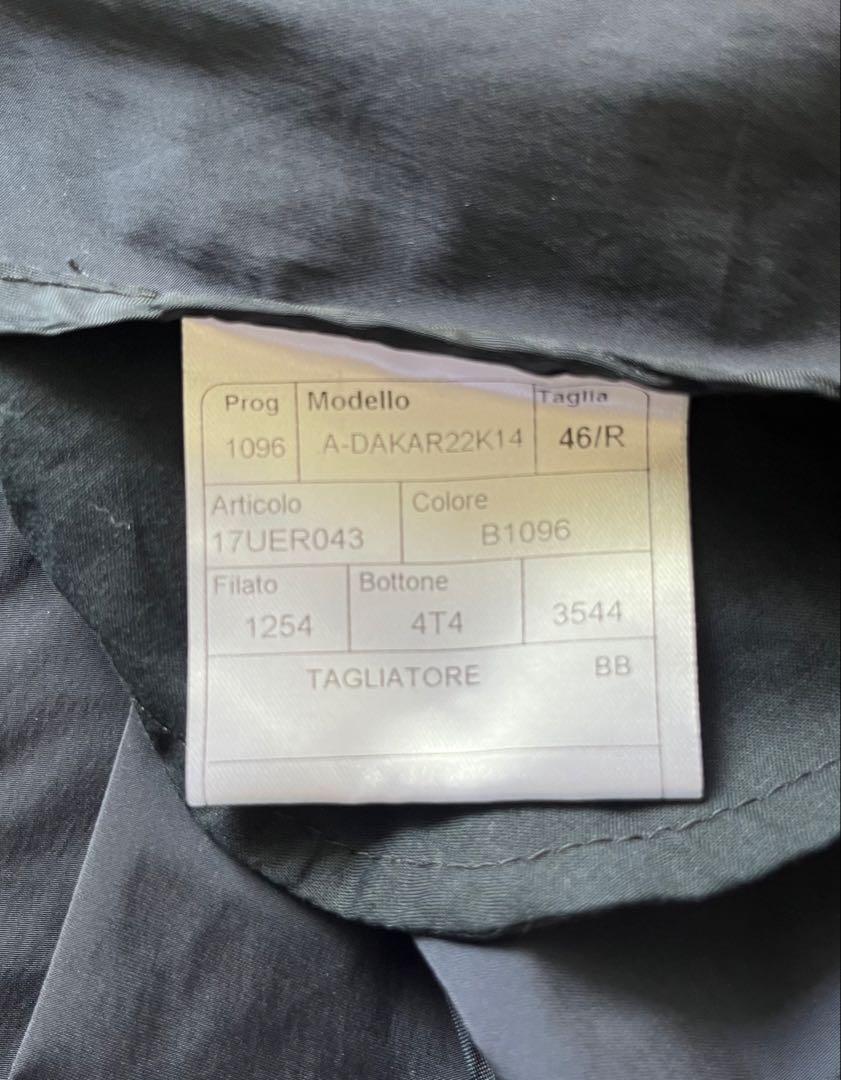 Prog Modello Taglia
1096 A-DAKAR22K14 46/R
Articolo Colore
17UER043 B1096
Filato Bottone
1254 4T4 3544
TAGLIATORE BB